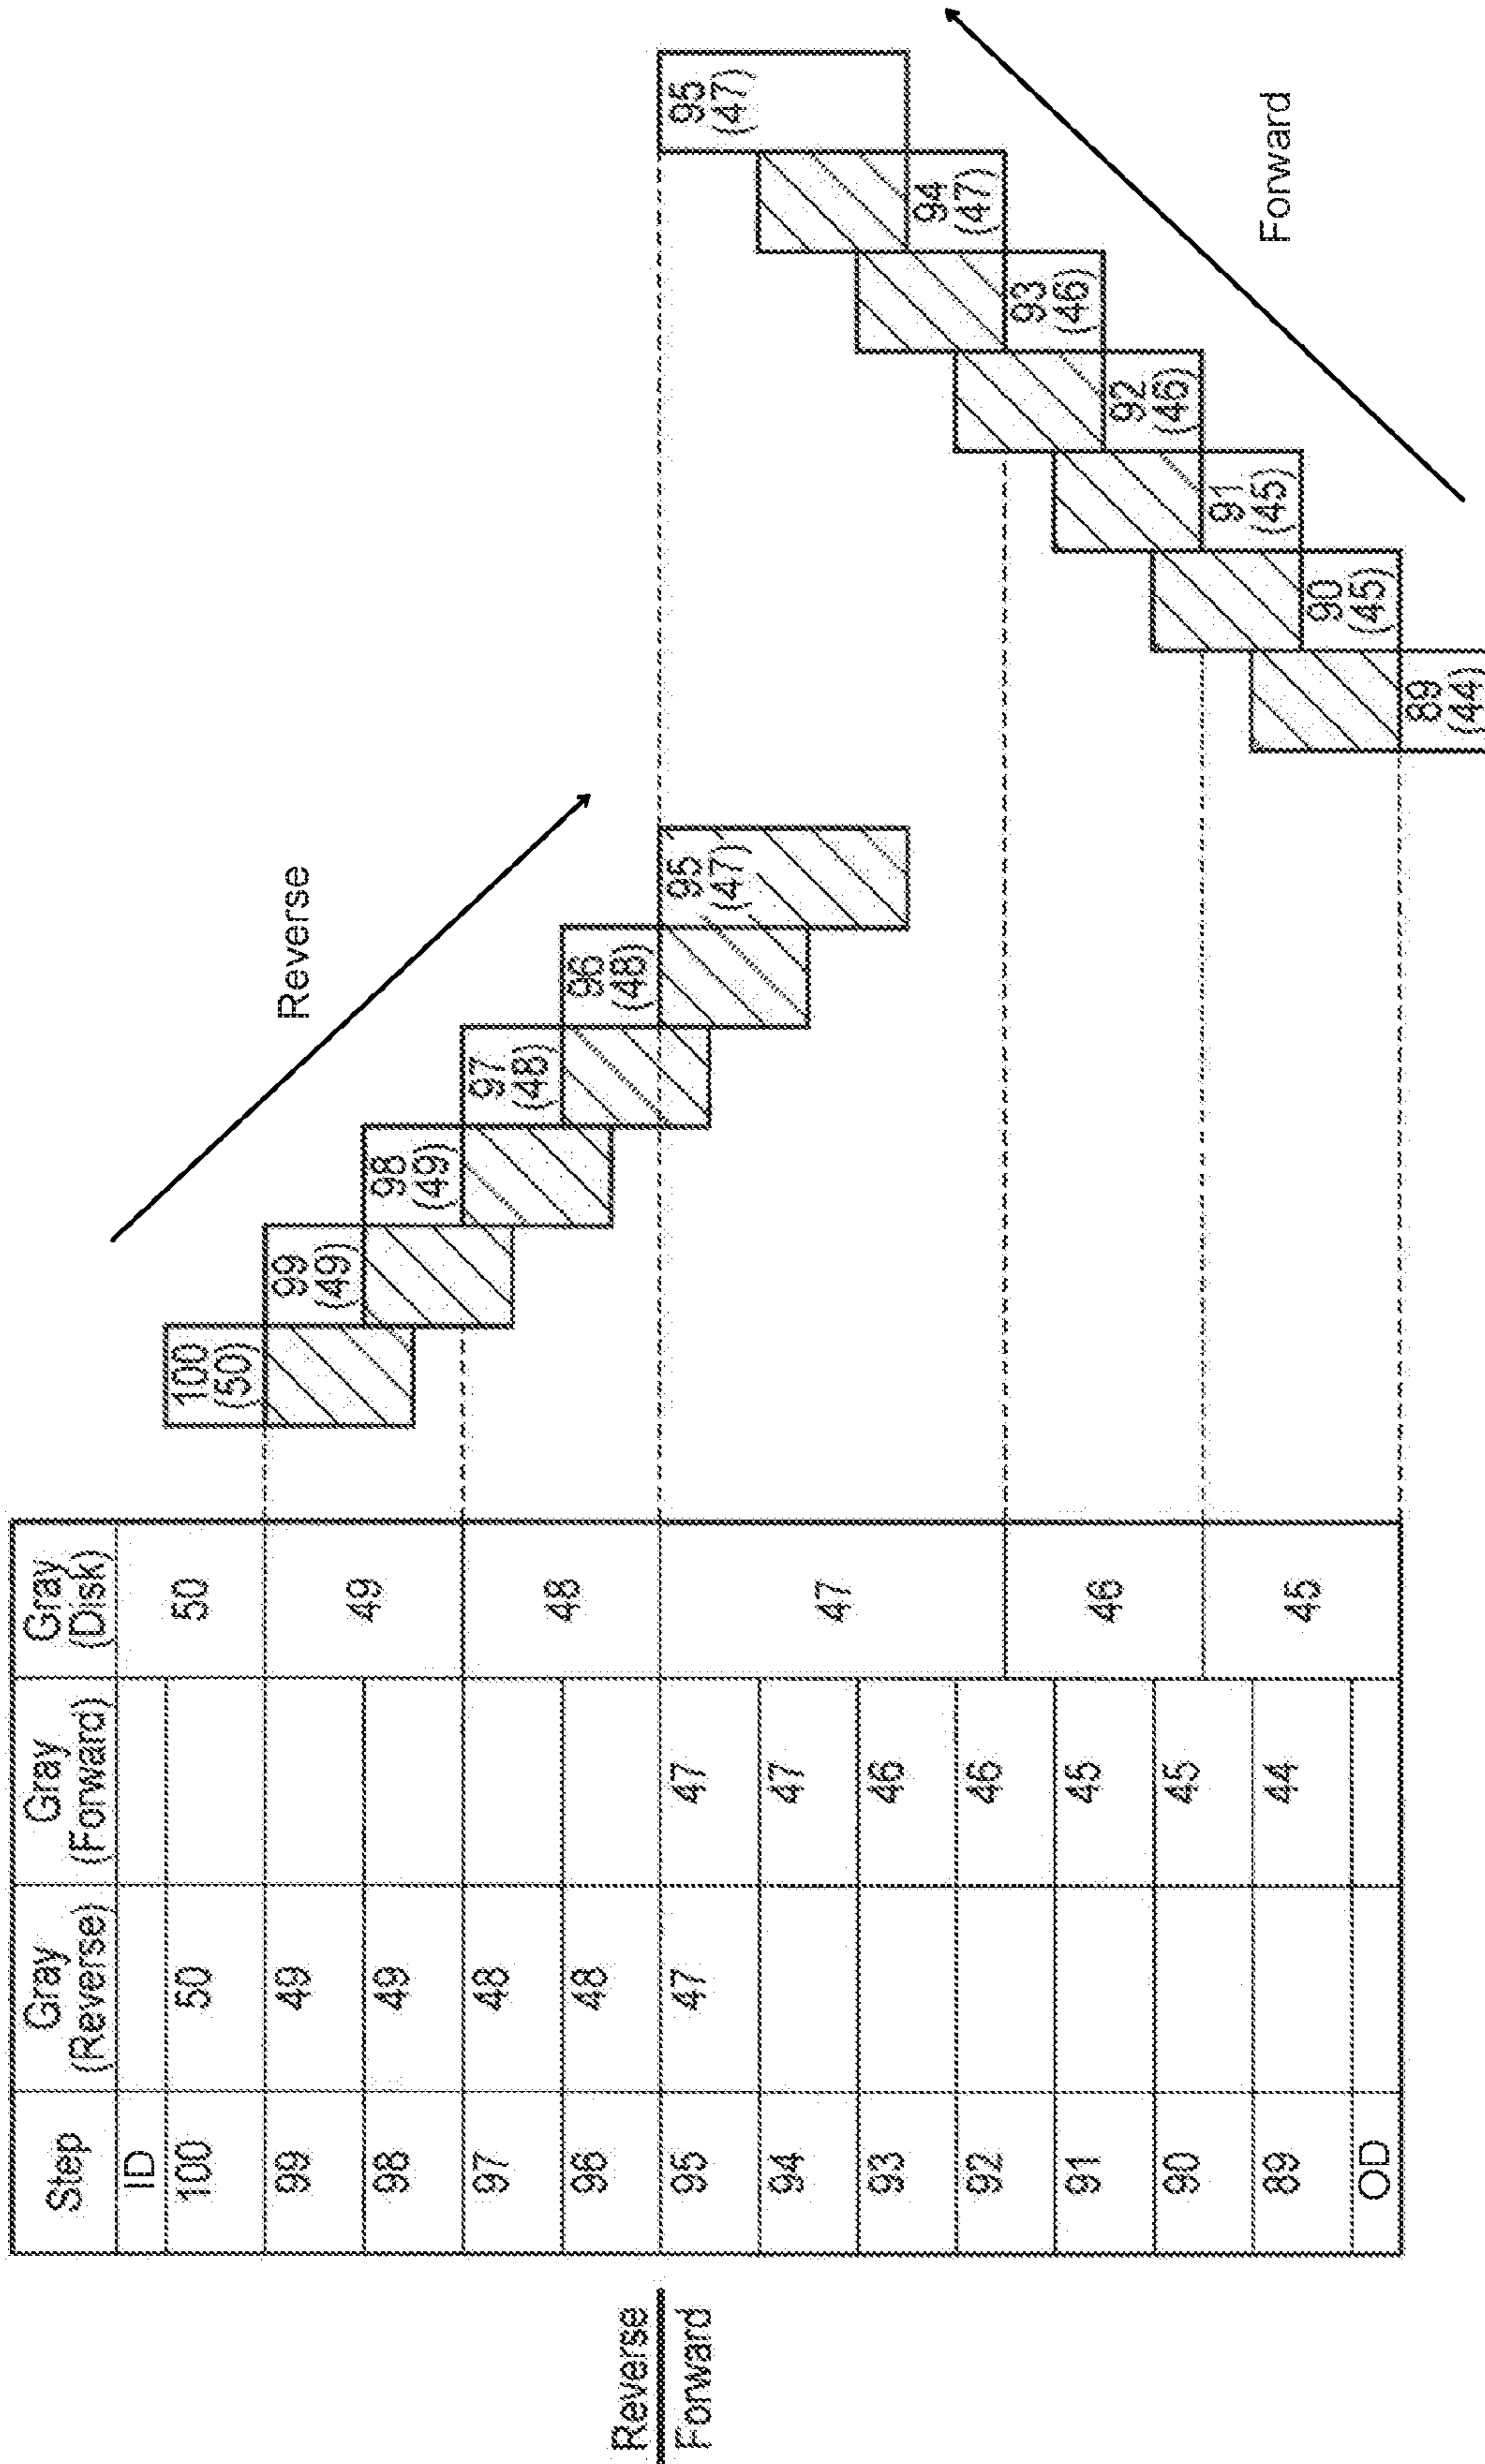 Reverse
Forward
Step
Gray
(Reverse)
Gray
(Forward)
Gray
(Disk)
ID
100 50 50
99 49 49
98 49
97 48 48
96 48
95 47 47 47
94 47
93 46
92 46 46
91 45
90 45 45
89 44
OD
Reverse
100
(50)
99
(49)
98
(49)
97
(48)
96
(48)
95
(47)
Forward
95
(47)
94
(47)
93
(46)
92
(46)
91
(45)
90
(45)
89
(44)